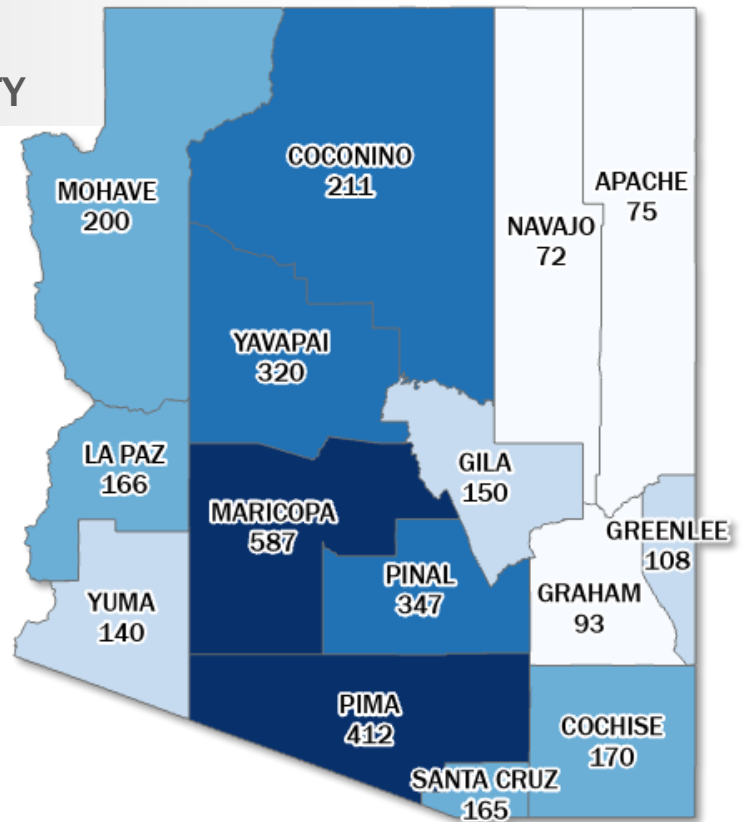 TY
COCONINO
211
MOHAVE
200
APACHE
75
NAVAJO
72
YAVAPAI
320
LA PAZ
166
GILA
150
MARICOPA
587
GREENLEE
108
PINAL
347
GRAHAM
93
YUMA
140
PIMA
412
COCHISE
170
SANTA CRUZ
165